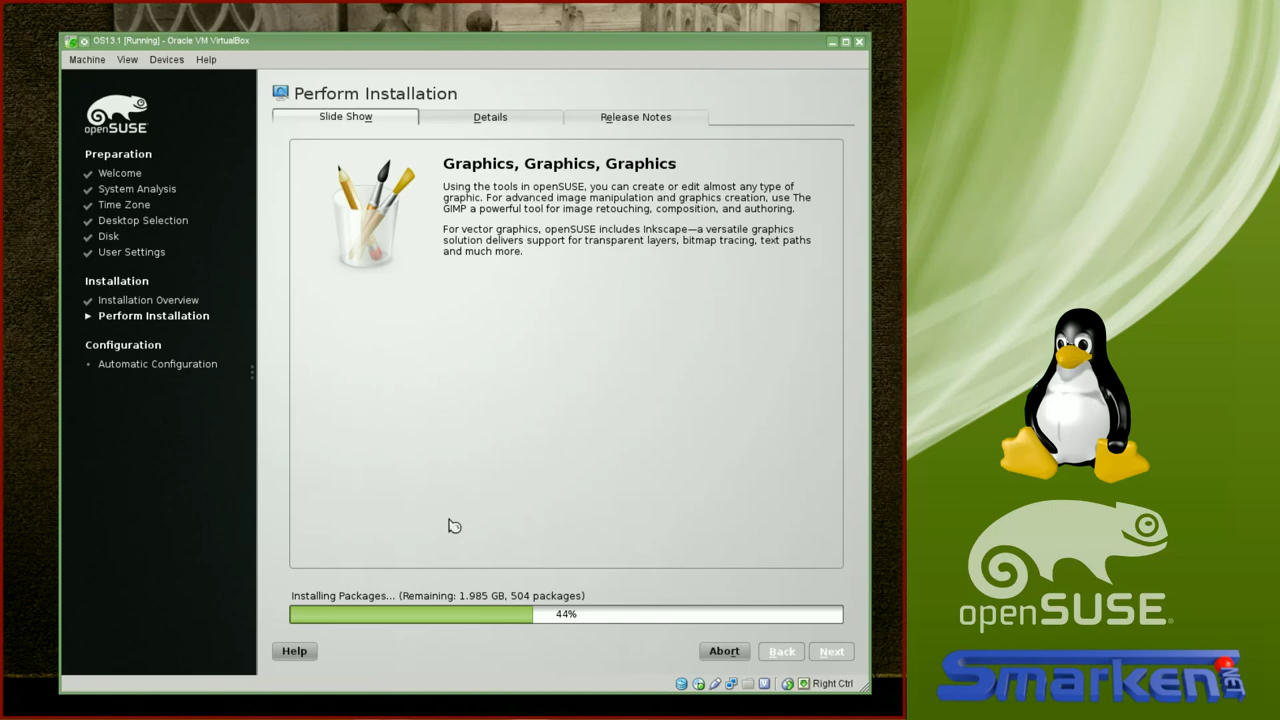 OS13.1 [Running] - Oracle VM VirtualBox
Machine View Devices Help
openSUSE
Preparation
Welcome
System Analysis
Time Zone
Desktop Selection
Disk
User Settings
Installation
Installation Overview
Perform Installation
Configuration
Automatic Configuration
Perform Installation
Slide Show Details Release Notes
Graphics, Graphics, Graphics
Using the tools in openSUSE, you can create or edit almost any type of
graphic. For advanced image manipulation and graphics creation, use The
GIMP a powerful tool for image retouching, composition, and authoring.
For vector graphics, openSUSE includes Inkscape—a versatile graphics
solution delivers support for transparent layers, bitmap tracing, text paths
and much more.
Installing Packages... (Remaining: 1.985 GB, 504 packages)
44%
Help Abort Back Next
Right Ctrl
openSUSE
Smarken.NET